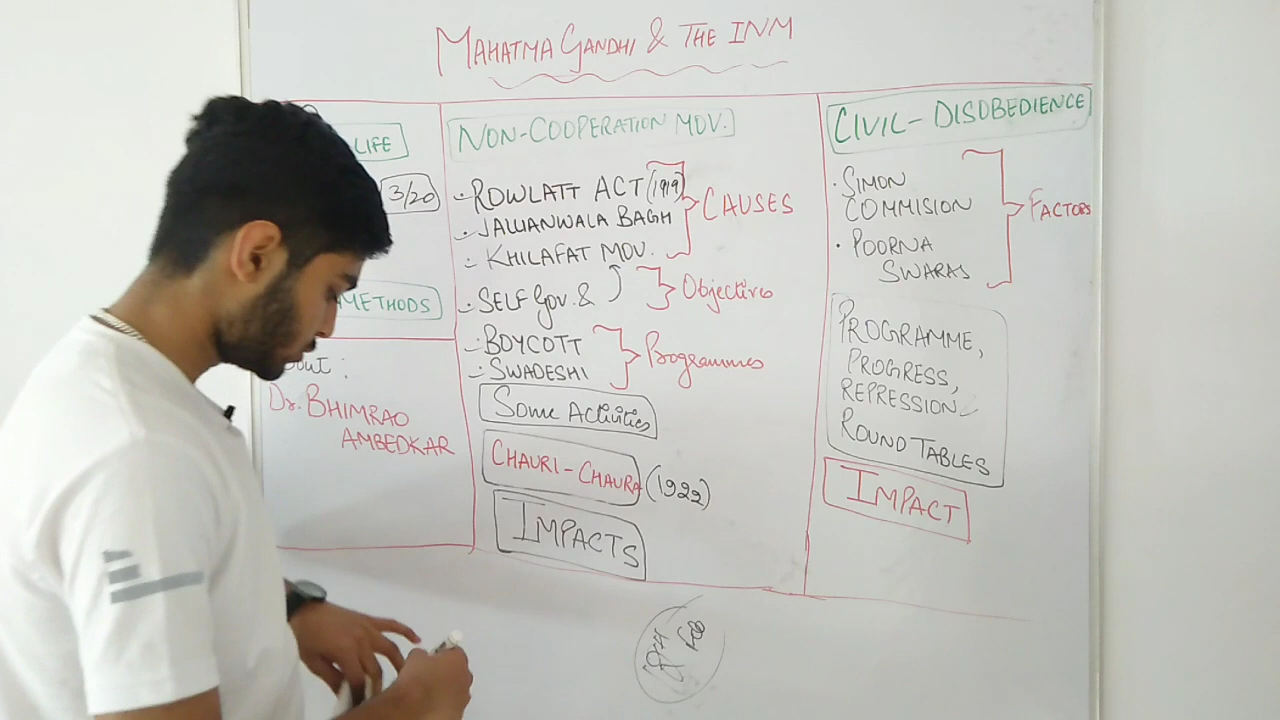 MAHATMA GANDHI & THE INM
LIFE
3/20
METHODS
Dr. BHIMRAO
AMBEDKAR
NON-COOPERATION MOV.
ROWLATT ACT (1919)
JALLIANWALA BAGH
KHILAFAT MOV.
CAUSES
SELF GOV. &
Objectives
BOYCOTT
SWADESHI
Programmes
Some Activities
CHAURI-CHAURA (1922)
IMPACTS
CIVIL-DISOBEDIENCE
SIMON
COMMISION
POORNA
SWARAJ
FACTORS
PROGRAMME,
PROGRESS,
REPRESSION
ROUND TABLES
IMPACT